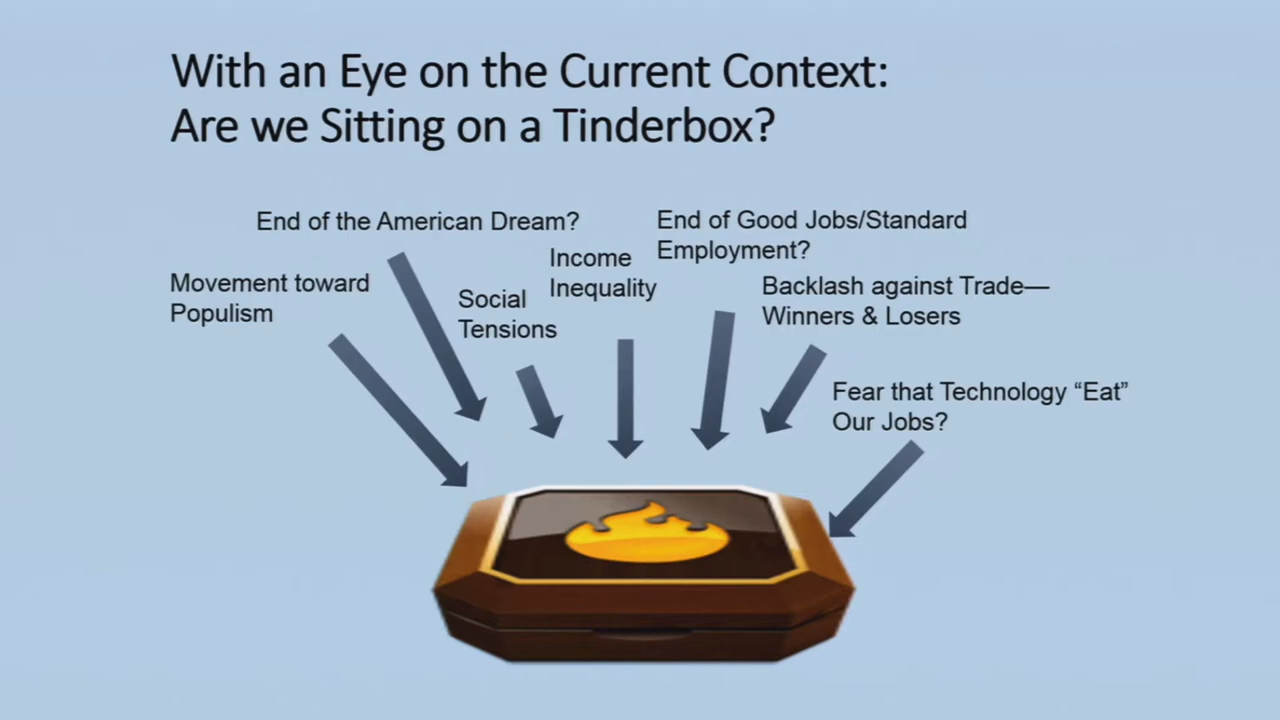 With an Eye on the Current Context:
Are we Sitting on a Tinderbox?
End of the American Dream?
End of Good Jobs/Standard
Employment?
Income
Inequality
Movement toward
Populism
Social
Tensions
Backlash against Trade—
Winners & Losers
Fear that Technology “Eat”
Our Jobs?